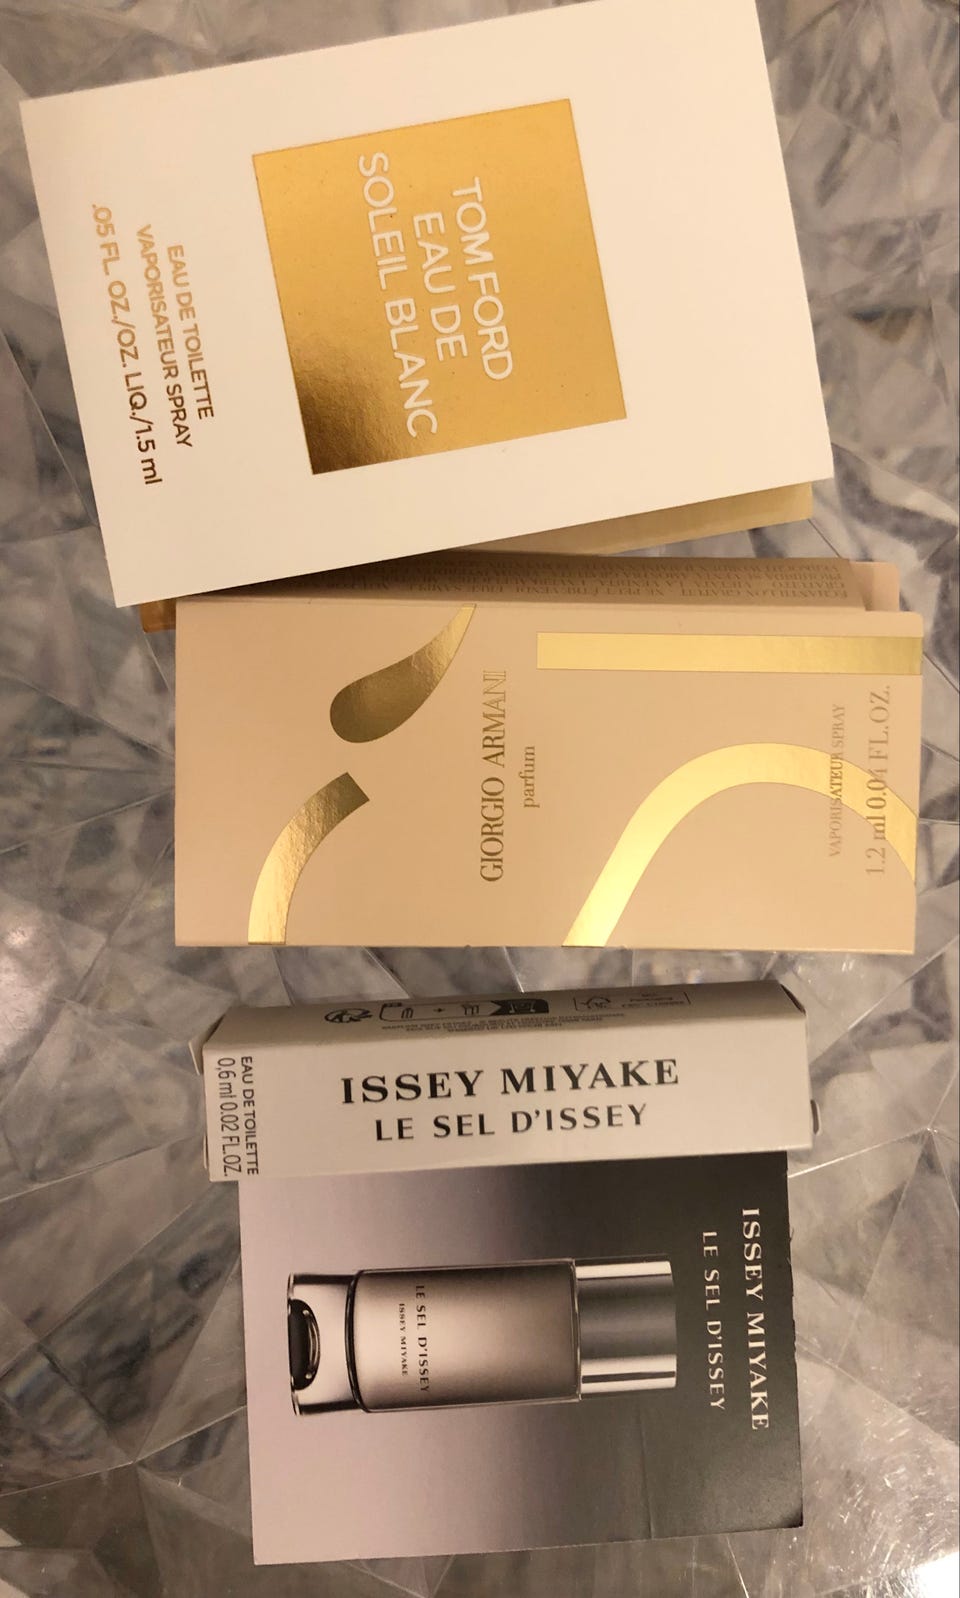 TOM FORD
EAU DE
SOLEIL BLANC
EAU DE TOILETTE
VAPORISATEUR SPRAY
.05 FL. OZ./OZ. LIQ./1.5 ml
GIORGIO ARMANI
parfum
VAPORISATEUR SPRAY
1.2 ml 0.04 FL.OZ.
ISSEY MIYAKE
LE SEL D'ISSEY
EAU DE TOILETTE
0,6 ml 0.02 FL.OZ.
ISSEY MIYAKE
LE SEL D'ISSEY
LE SEL D'ISSEY
ISSEY MIYAKE